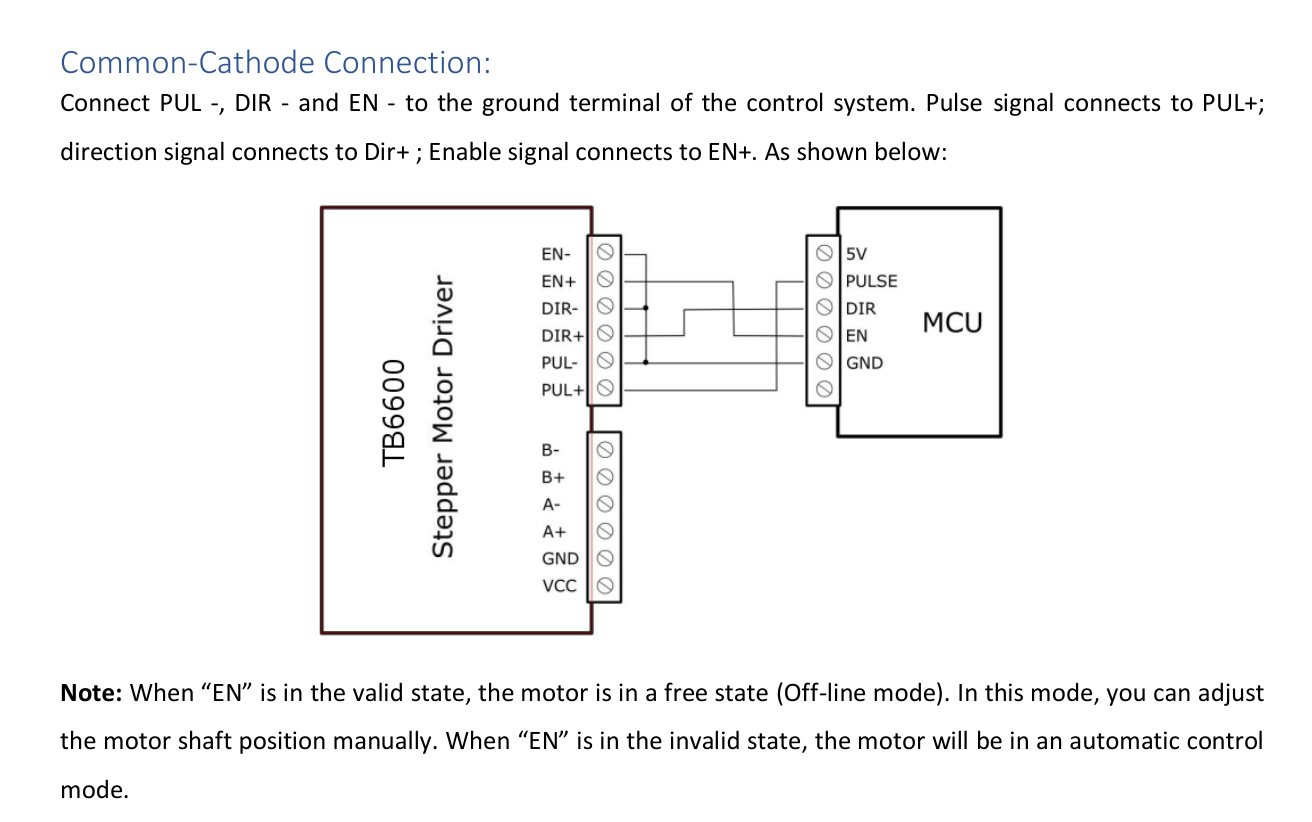 Common-Cathode Connection:
Connect PUL -, DIR - and EN - to the ground terminal of the control system. Pulse signal connects to PUL+;
direction signal connects to Dir+ ; Enable signal connects to EN+. As shown below:
TB6600
Stepper Motor Driver
EN-
EN+
DIR-
DIR+
PUL-
PUL+
B-
B+
A-
A+
GND
VCC
5V
PULSE
DIR
EN
GND
MCU
Note: When “EN” is in the valid state, the motor is in a free state (Off-line mode). In this mode, you can adjust
the motor shaft position manually. When “EN” is in the invalid state, the motor will be in an automatic control
mode.